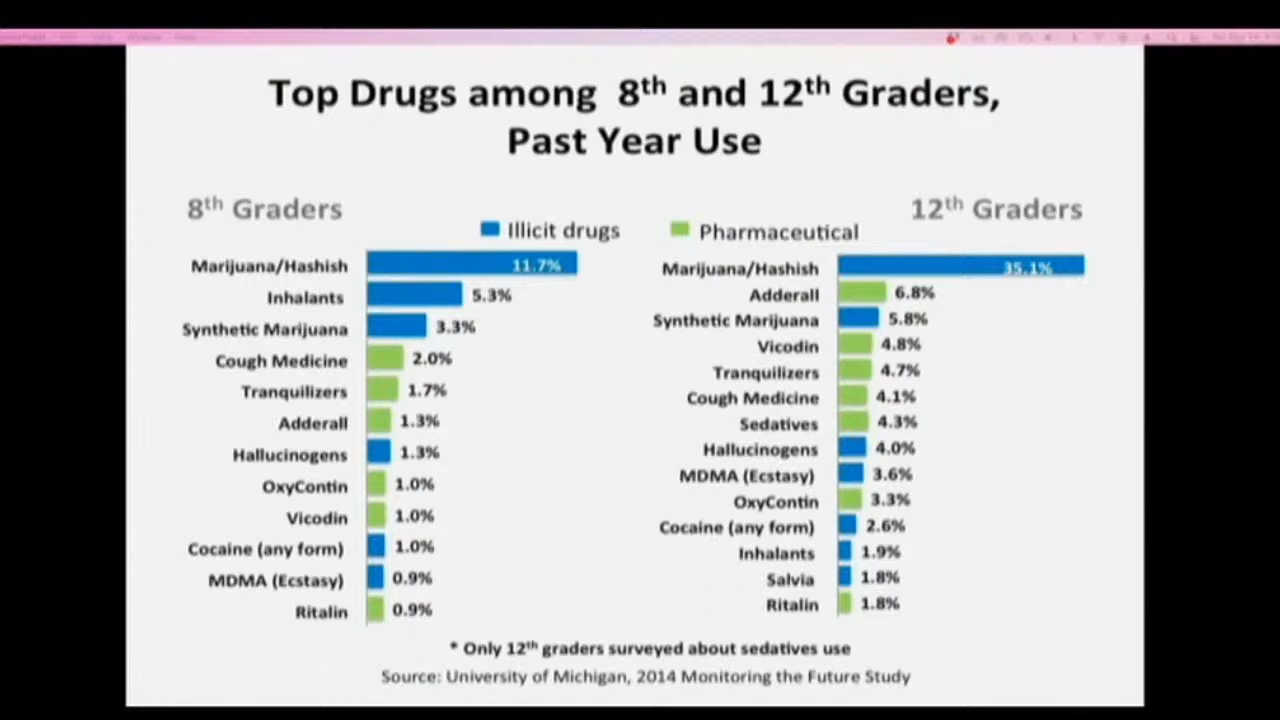 Top Drugs among 8th and 12th Graders,
Past Year Use
8th Graders
12th Graders
Illicit drugs
Pharmaceutical
Marijuana/Hashish 11.7%
Inhalants 5.3%
Synthetic Marijuana 3.3%
Cough Medicine 2.0%
Tranquilizers 1.7%
Adderall 1.3%
Hallucinogens 1.3%
OxyContin 1.0%
Vicodin 1.0%
Cocaine (any form) 1.0%
MDMA (Ecstasy) 0.9%
Ritalin 0.9%
Marijuana/Hashish 35.1%
Adderall 6.8%
Synthetic Marijuana 5.8%
Vicodin 4.8%
Tranquilizers 4.7%
Cough Medicine 4.1%
Sedatives 4.3%
Hallucinogens 4.0%
MDMA (Ecstasy) 3.6%
OxyContin 3.3%
Cocaine (any form) 2.6%
Inhalants 1.9%
Salvia 1.8%
Ritalin 1.8%
* Only 12th graders surveyed about sedatives use
Source: University of Michigan, 2014 Monitoring the Future Study